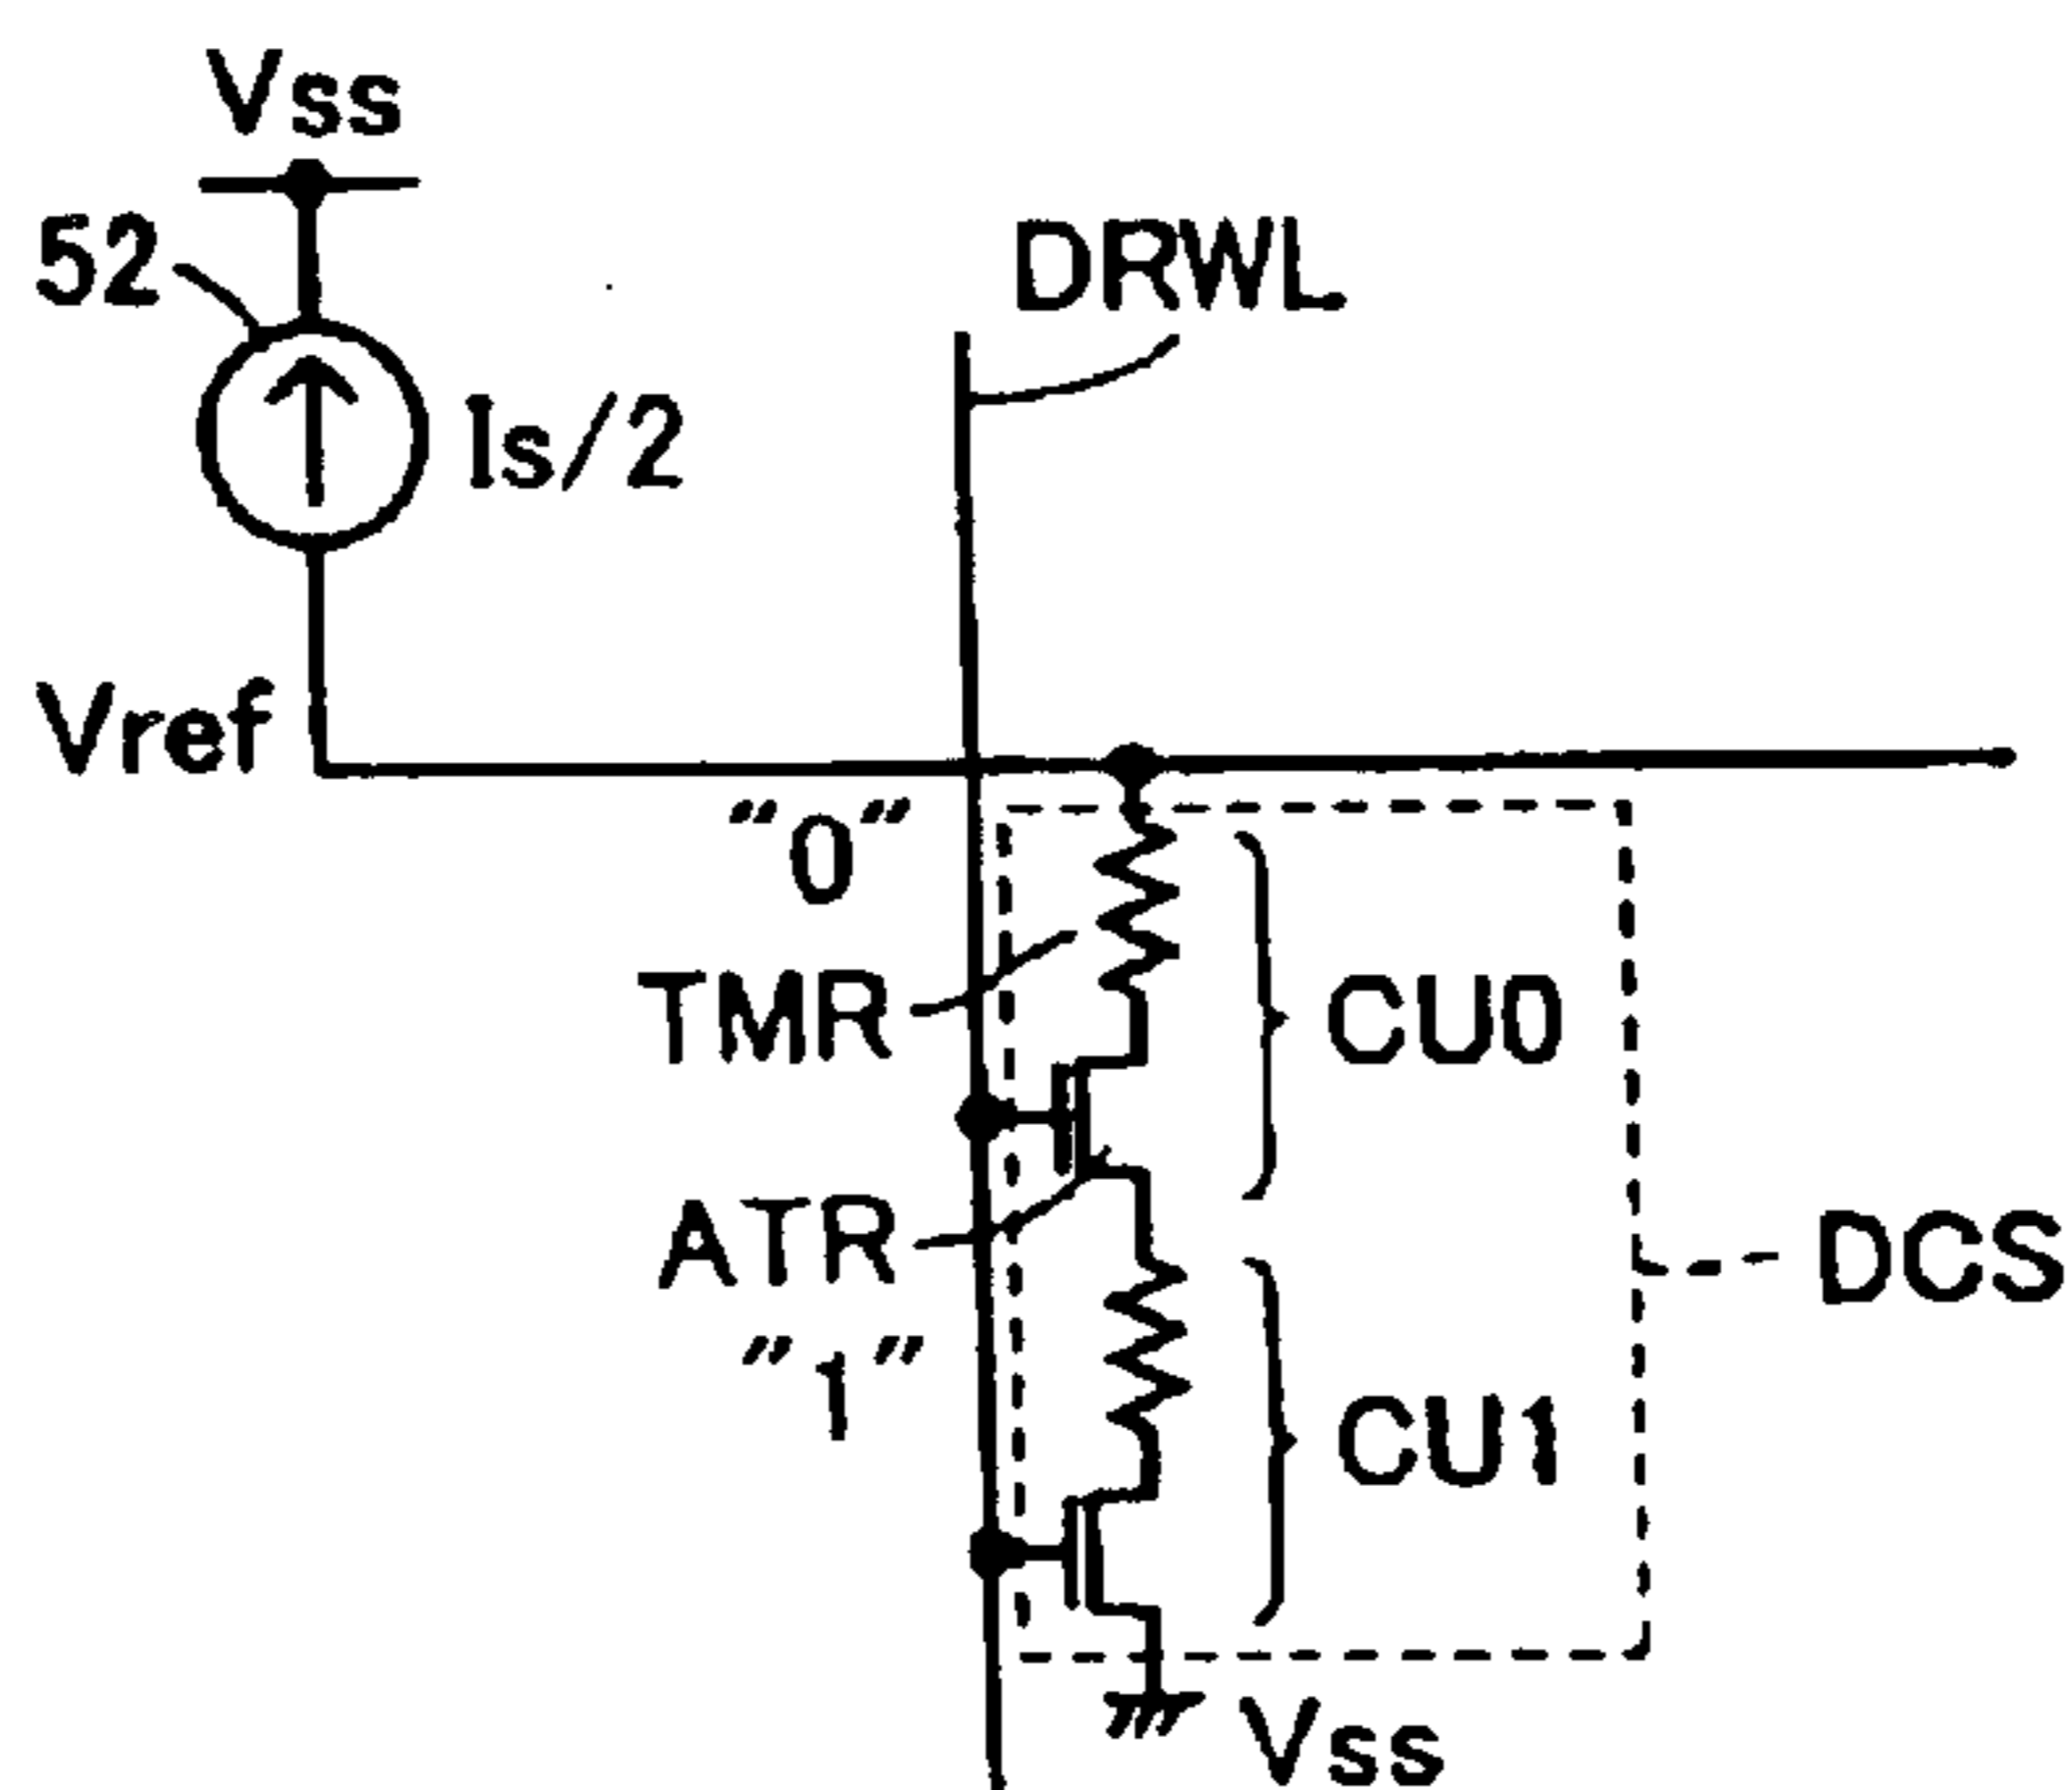 Vss
52
DRWL
Is/2
Vref
"0"
TMR
CU0
ATR
DCS
"1"
CU1
Vss